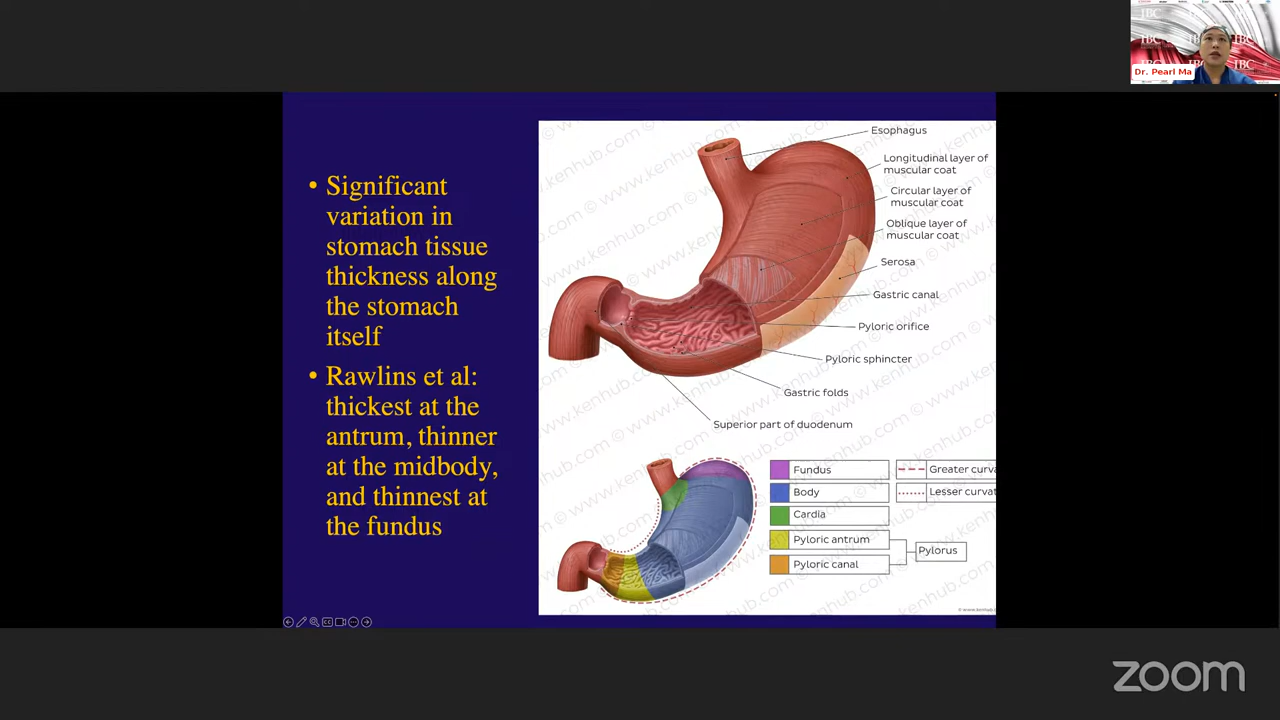 IBC
IBC
IBC
Dr. Pearl Ma
• Significant
variation in
stomach tissue
thickness along
the stomach
itself
• Rawlins et al:
thickest at the
antrum, thinner
at the midbody,
and thinnest at
the fundus
Esophagus
Longitudinal layer of
muscular coat
Circular layer of
muscular coat
Oblique layer of
muscular coat
Serosa
Gastric canal
Pyloric orifice
Pyloric sphincter
Gastric folds
Superior part of duodenum
Fundus
Body
Cardia
Pyloric antrum
Pyloric canal
Pylorus
Greater curva
Lesser curvat
© www.kenhub.com
zoom